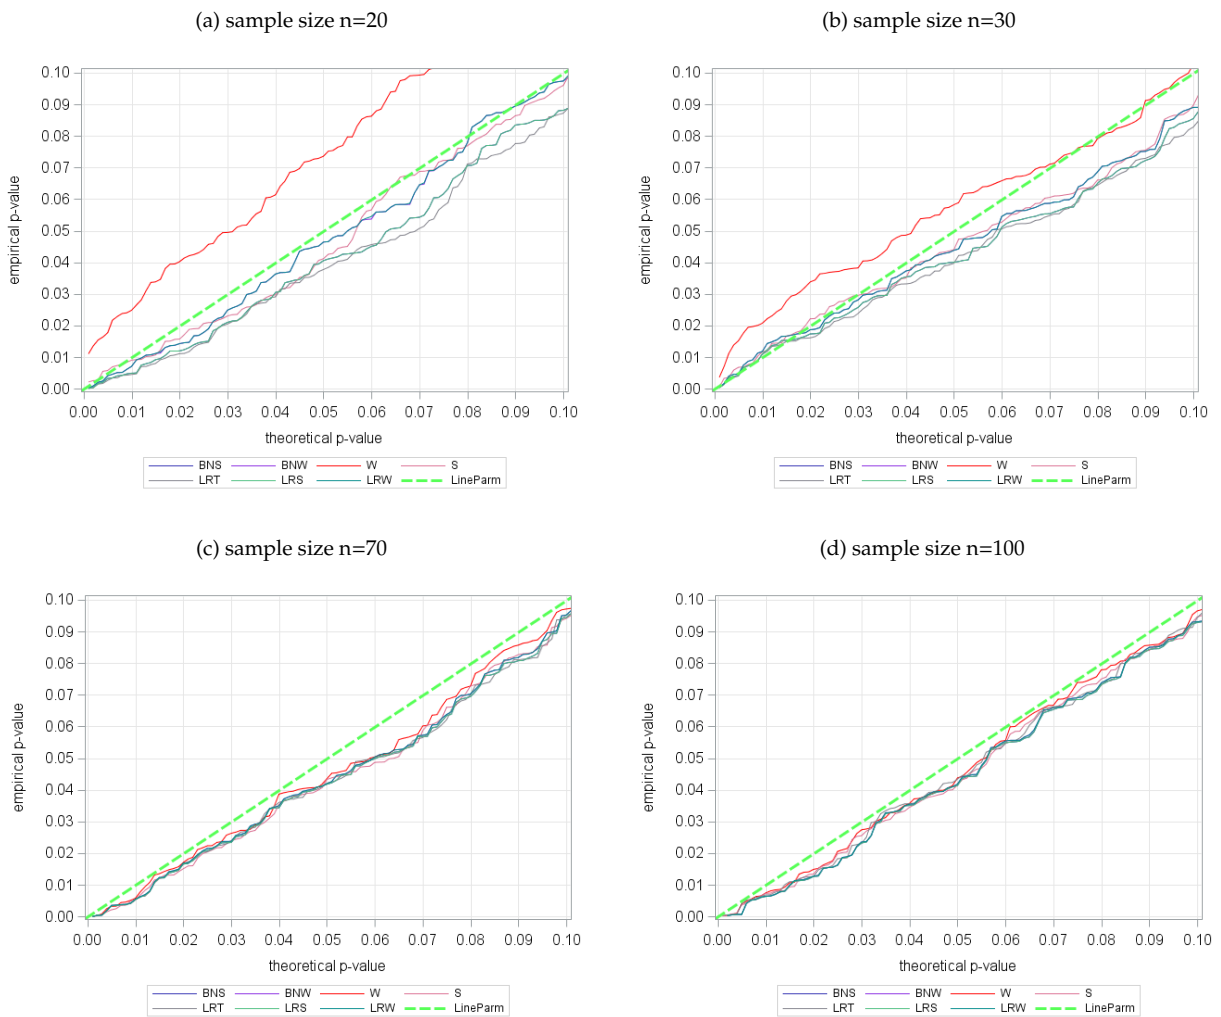 (a) sample size n=20
0.10
0.09
0.08
0.07
0.06
0.05
0.04
0.03
0.02
0.01
0.00
empirical p-value
0.00 0.01 0.02 0.03 0.04 0.05 0.06 0.07 0.08 0.09 0.10
theoretical p-value
BNS BNW W S
LRT LRS LRW LineParm
(b) sample size n=30
0.10
0.09
0.08
0.07
0.06
0.05
0.04
0.03
0.02
0.01
0.00
empirical p-value
0.00 0.01 0.02 0.03 0.04 0.05 0.06 0.07 0.08 0.09 0.10
theoretical p-value
BNS BNW W S
LRT LRS LRW LineParm
(c) sample size n=70
0.10
0.09
0.08
0.07
0.06
0.05
0.04
0.03
0.02
0.01
0.00
empirical p-value
0.00 0.01 0.02 0.03 0.04 0.05 0.06 0.07 0.08 0.09 0.10
theoretical p-value
BNS BNW W S
LRT LRS LRW LineParm
(d) sample size n=100
0.10
0.09
0.08
0.07
0.06
0.05
0.04
0.03
0.02
0.01
0.00
empirical p-value
0.00 0.01 0.02 0.03 0.04 0.05 0.06 0.07 0.08 0.09 0.10
theoretical p-value
BNS BNW W S
LRT LRS LRW LineParm